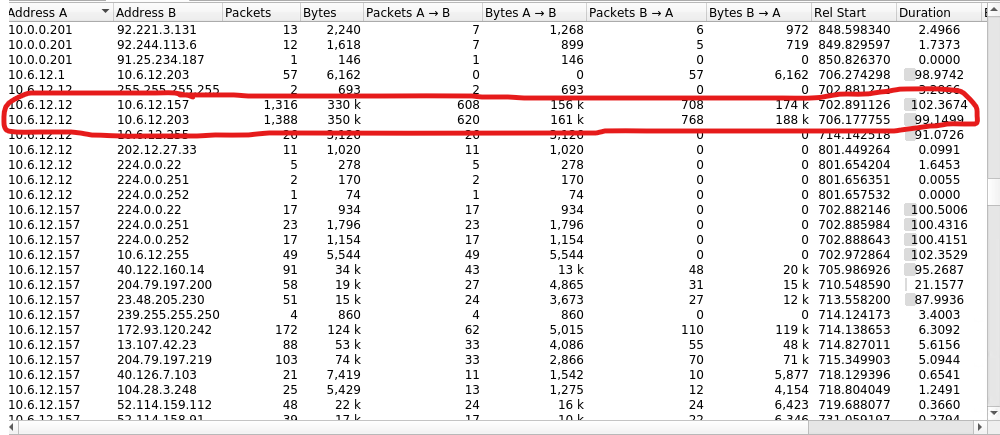 Address A Address B Packets Bytes Packets A → B Bytes A → B Packets B → A Bytes B → A Rel Start Duration
10.0.0.201 92.221.3.131 13 2,240 7 1,268 6 972 848.598340 2.4966
10.0.0.201 92.244.113.6 12 1,618 7 899 5 719 849.829597 1.7373
10.0.0.201 91.25.234.187 1 146 1 146 0 0 850.826370 0.0000
10.6.12.1 10.6.12.203 57 6,162 0 0 57 6,162 706.274298 98.9742
10.6.12.12 255.255.255.255 2 693 2 693 0 0
10.6.12.12 10.6.12.157 1,316 330 k 608 156 k 708 174 k 702.891126 102.3674
10.6.12.12 10.6.12.203 1,388 350 k 620 161 k 768 188 k 706.177755 99.1499
10.6.12.12 10.6.12.255 0 0 714.142518 91.0726
10.6.12.12 202.12.27.33 11 1,020 11 1,020 0 0 801.449264 0.0991
10.6.12.12 224.0.0.22 5 278 5 278 0 0 801.654204 1.6453
10.6.12.12 224.0.0.251 2 170 2 170 0 0 801.656351 0.0055
10.6.12.12 224.0.0.252 1 74 1 74 0 0 801.657532 0.0000
10.6.12.157 224.0.0.22 17 934 17 934 0 0 702.882146 100.5006
10.6.12.157 224.0.0.251 23 1,796 23 1,796 0 0 702.885984 100.4316
10.6.12.157 224.0.0.252 17 1,154 17 1,154 0 0 702.888643 100.4151
10.6.12.157 10.6.12.255 49 5,544 49 5,544 0 0 702.972864 102.3529
10.6.12.157 40.122.160.14 91 34 k 43 13 k 48 20 k 705.986926 95.2687
10.6.12.157 204.79.197.200 58 19 k 27 4,865 31 15 k 710.548590 21.1577
10.6.12.157 23.48.205.230 51 15 k 24 3,673 27 12 k 713.558200 87.9936
10.6.12.157 239.255.255.250 4 860 4 860 0 0 714.124173 3.4003
10.6.12.157 172.93.120.242 172 124 k 62 5,015 110 119 k 714.138653 6.3092
10.6.12.157 13.107.42.23 88 53 k 33 4,086 55 48 k 714.827011 5.6156
10.6.12.157 204.79.197.219 103 74 k 33 2,866 70 71 k 715.349903 5.0944
10.6.12.157 40.126.7.103 21 7,419 11 1,542 10 5,877 718.129396 0.6541
10.6.12.157 104.28.3.248 25 5,429 13 1,275 12 4,154 718.804049 1.2491
10.6.12.157 52.114.159.112 48 22 k 24 16 k 24 6,423 719.688077 0.3660
10.6.12.157 52.114.158.91 39 17 k 17 10 k 22 6,346 731.059197 0.2794